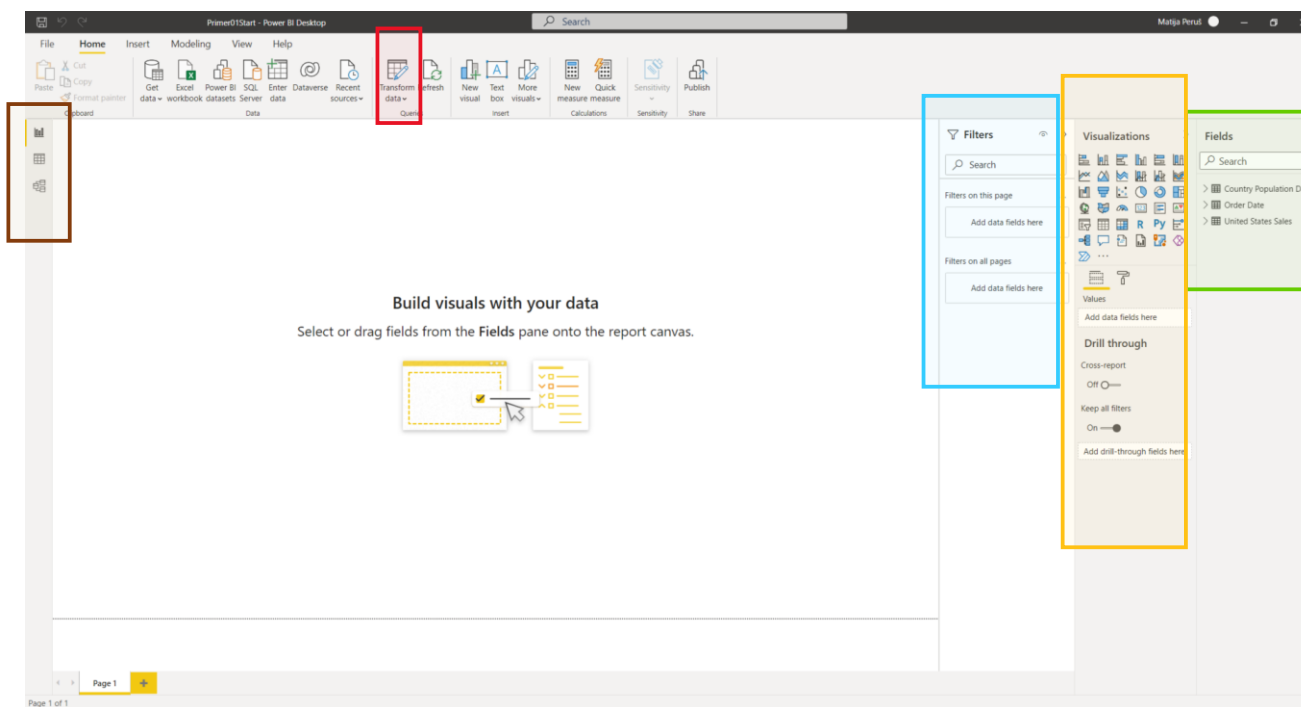 Primer01Start - Power BI Desktop
Search
Matija Peruš
File Home Insert Modeling View Help
Paste
Cut
Copy
Format painter
Clipboard
Get data
Excel workbook
Power BI datasets
SQL Server
Enter data
Dataverse
Recent sources
Data
Transform data
Refresh
Queries
New visual
Text box
More visuals
Insert
New measure
Quick measure
Calculations
Sensitivity
Sensitivity
Publish
Share
Build visuals with your data
Select or drag fields from the Fields pane onto the report canvas.
Filters
Search
Filters on this page
Add data fields here
Filters on all pages
Add data fields here
Visualizations
R Py
Values
Add data fields here
Drill through
Cross-report
Off
Keep all filters
On
Add drill-through fields here
Fields
Search
Country Population D
Order Date
United States Sales
Page 1
Page 1 of 1